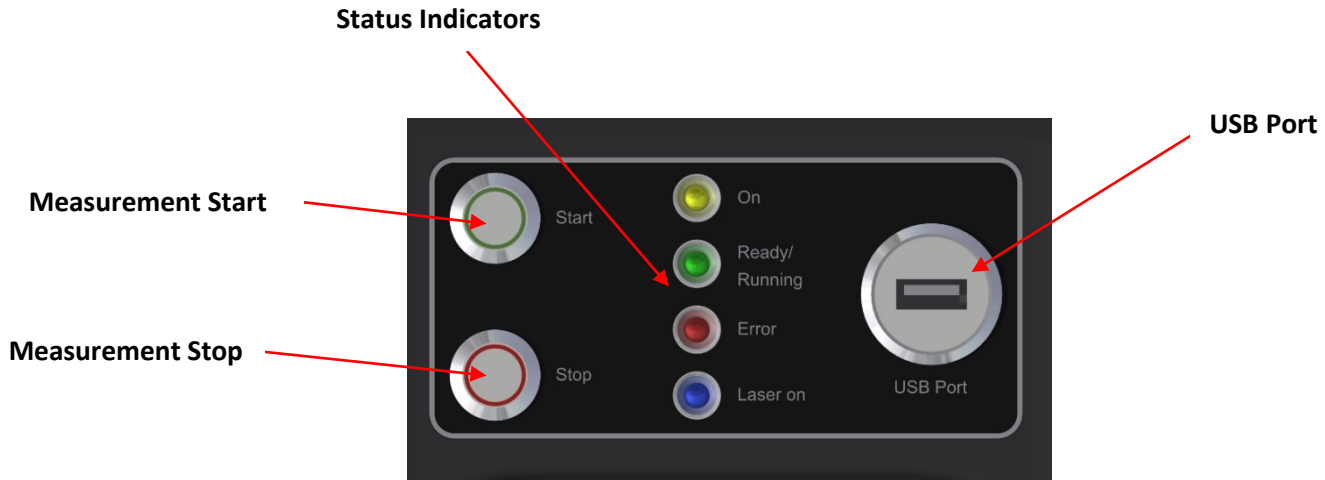 Status Indicators
USB Port
Measurement Start
Measurement Stop
Start
Stop
On
Ready/
Running
Error
Laser on
USB Port